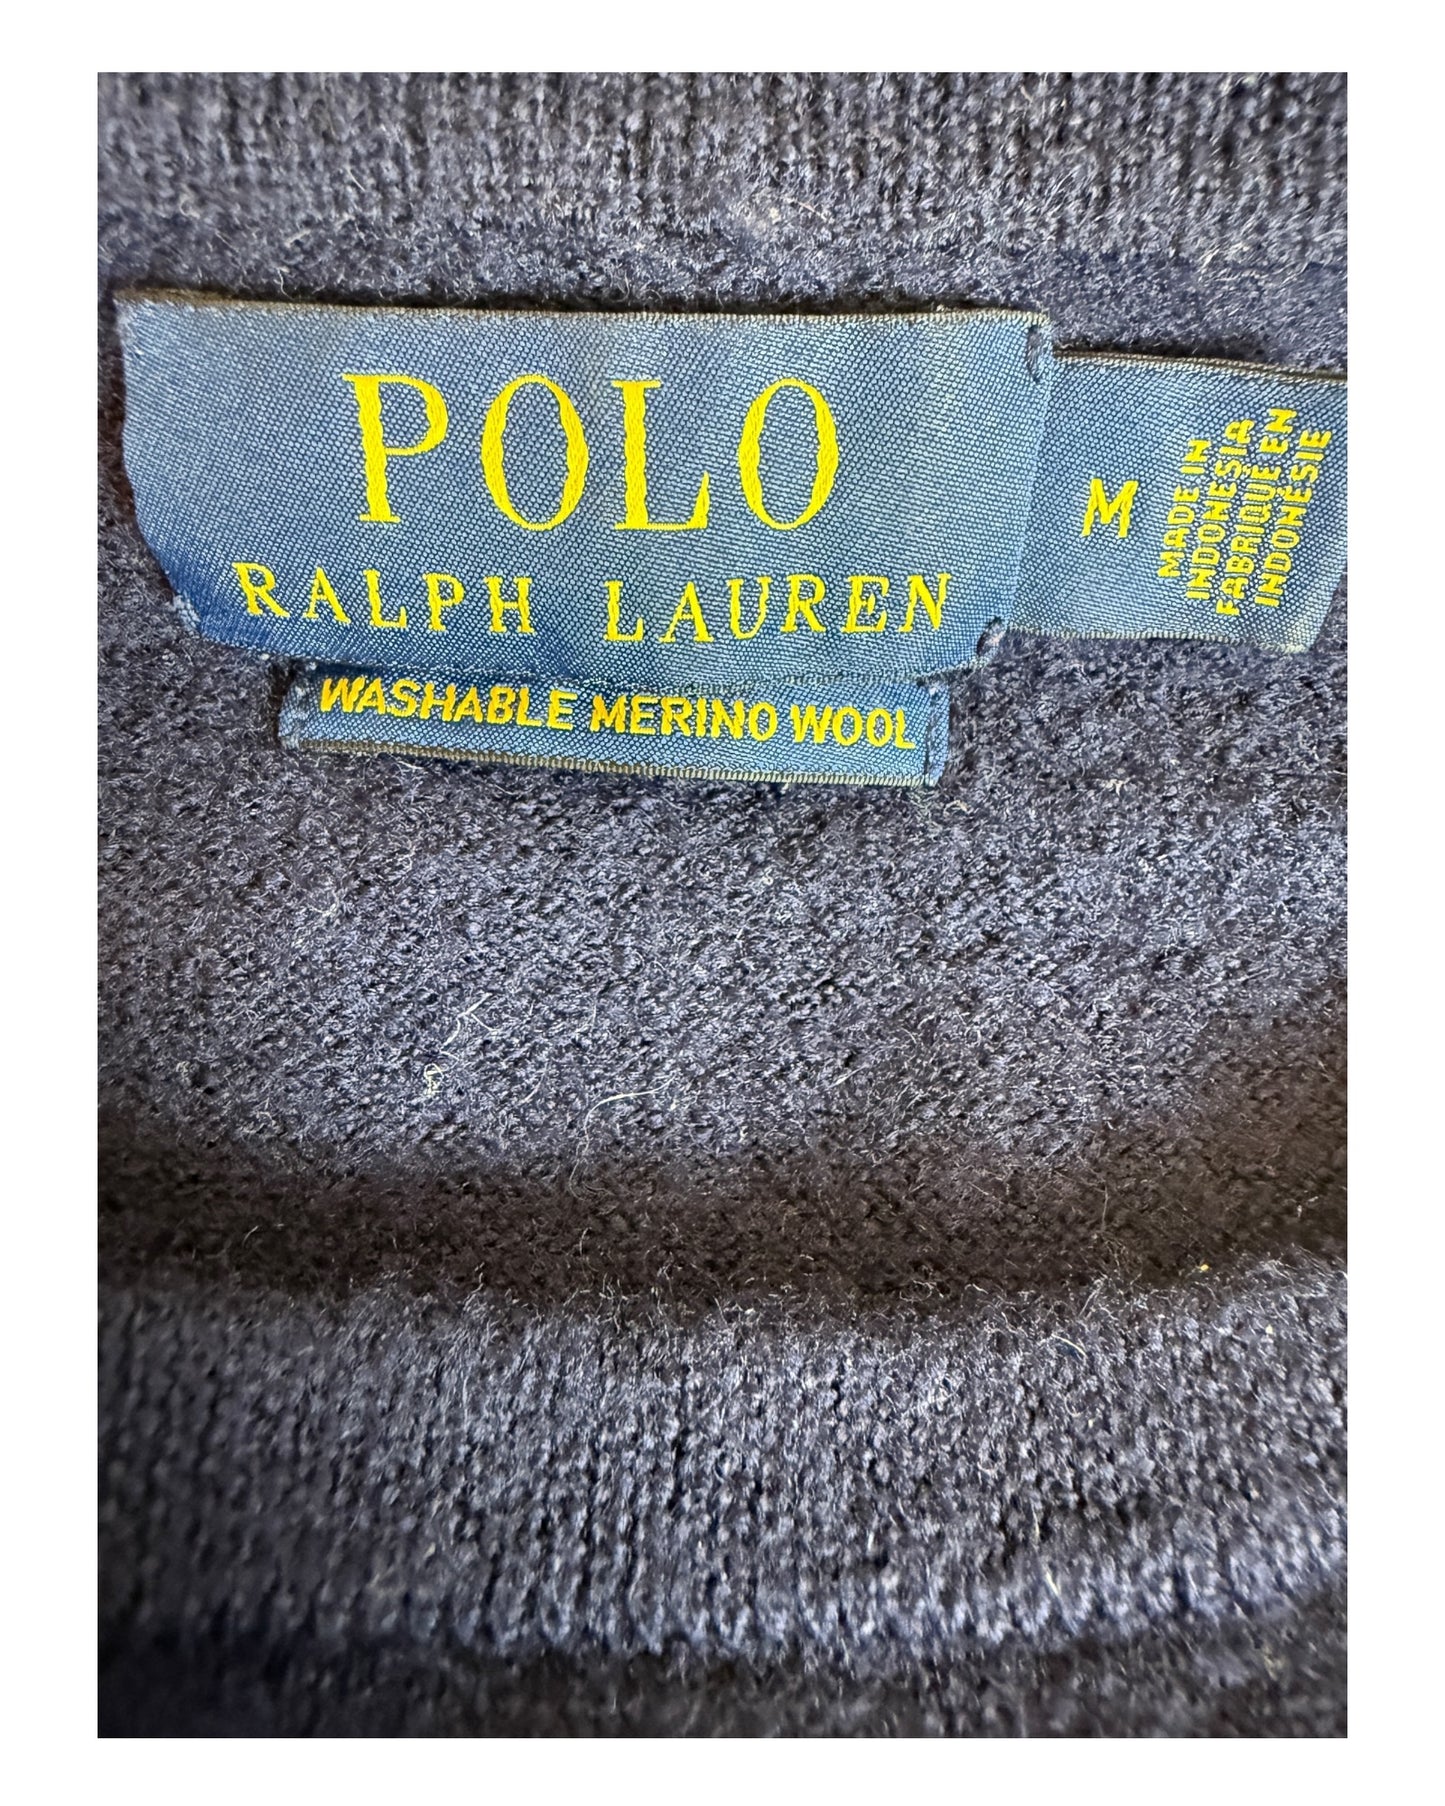 POLO
RALPH LAUREN
WASHABLE MERINO WOOL
M
MADE IN
INDONESIA
FABRIQUÉ EN
INDONÉSIE